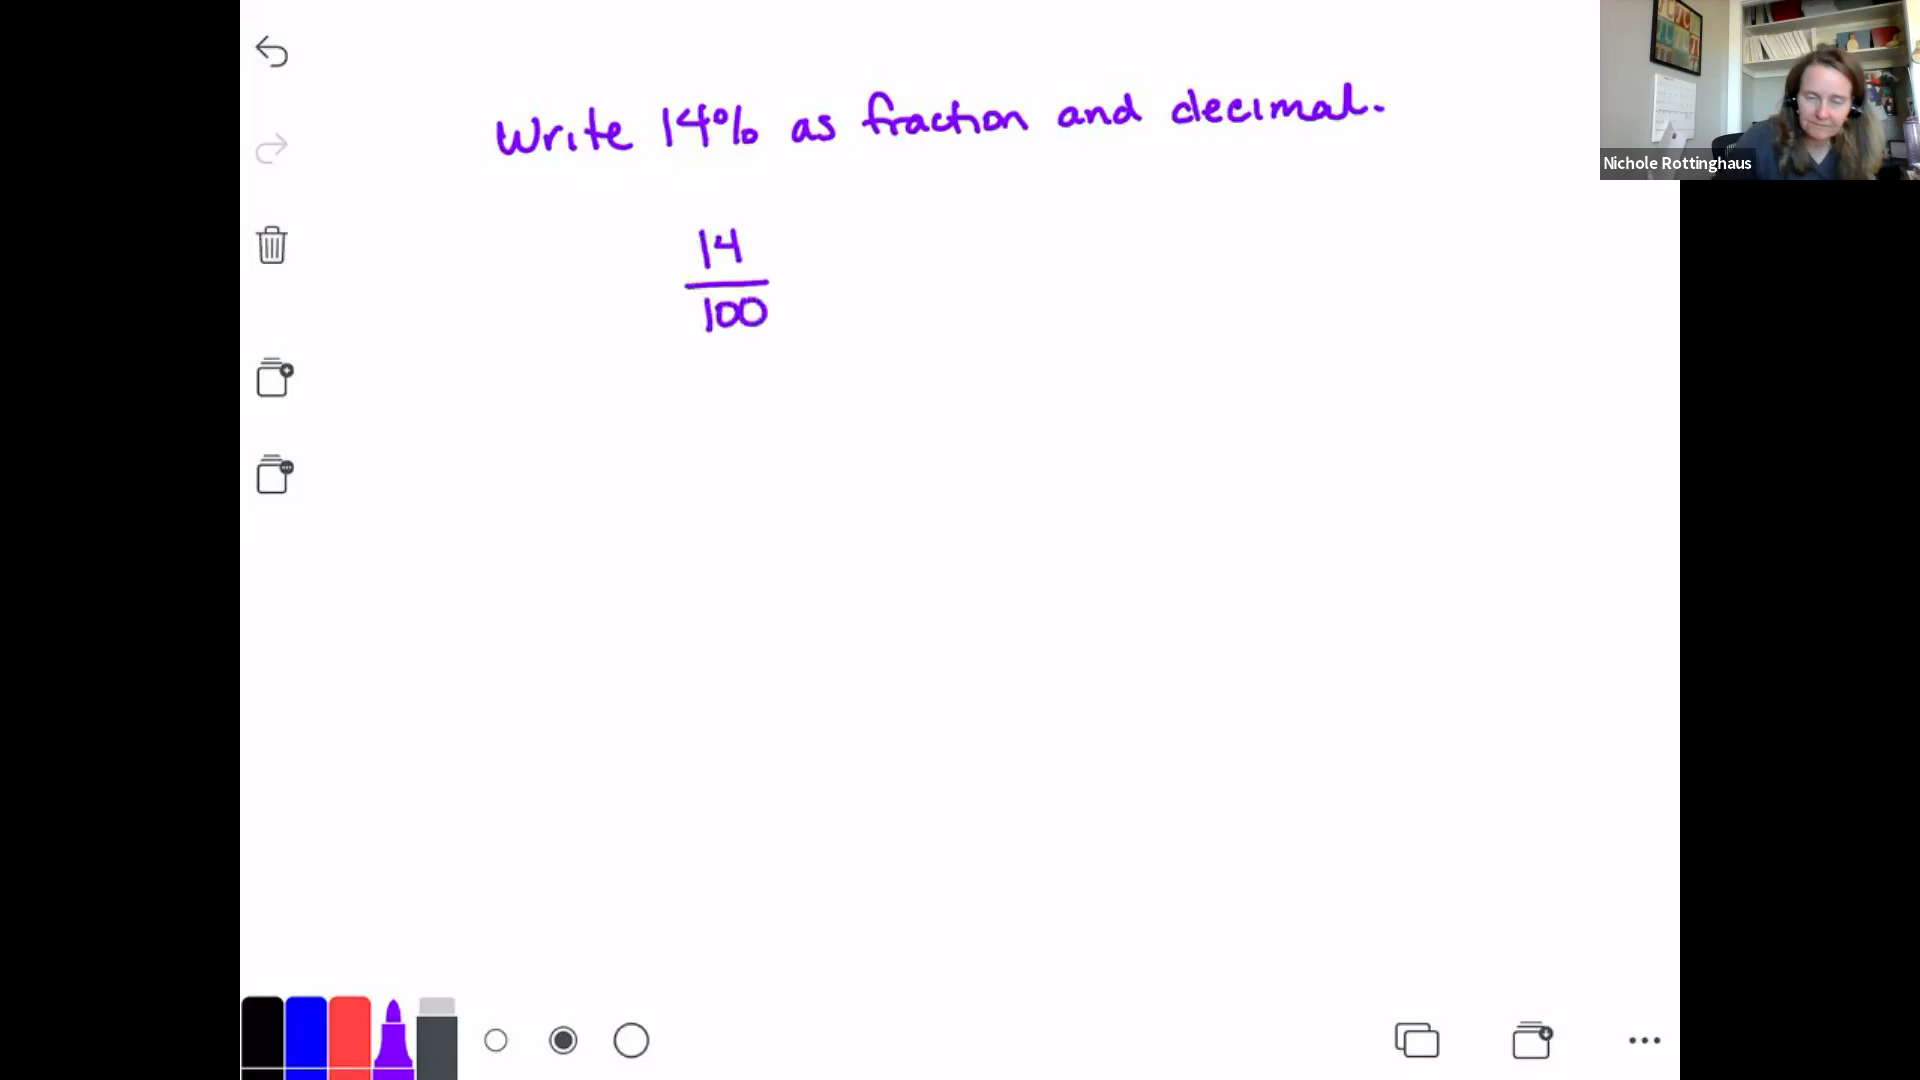 Write 14% as fraction and decimal.
14
100
Nichole Rottinghaus